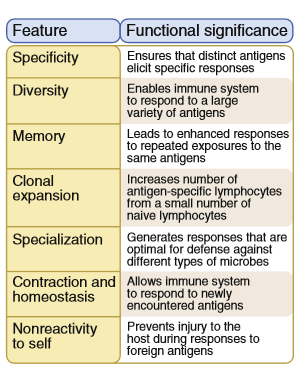 Feature
Functional significance
Specificity
Ensures that distinct antigens
elicit specific responses
Diversity
Enables immune system
to respond to a large
variety of antigens
Memory
Leads to enhanced responses
to repeated exposures to the
same antigens
Clonal
expansion
Increases number of
antigen-specific lymphocytes
from a small number of
naive lymphocytes
Specialization
Generates responses that are
optimal for defense against
different types of microbes
Contraction and
homeostasis
Allows immune system
to respond to newly
encountered antigens
Nonreactivity
to self
Prevents injury to the
host during responses to
foreign antigens